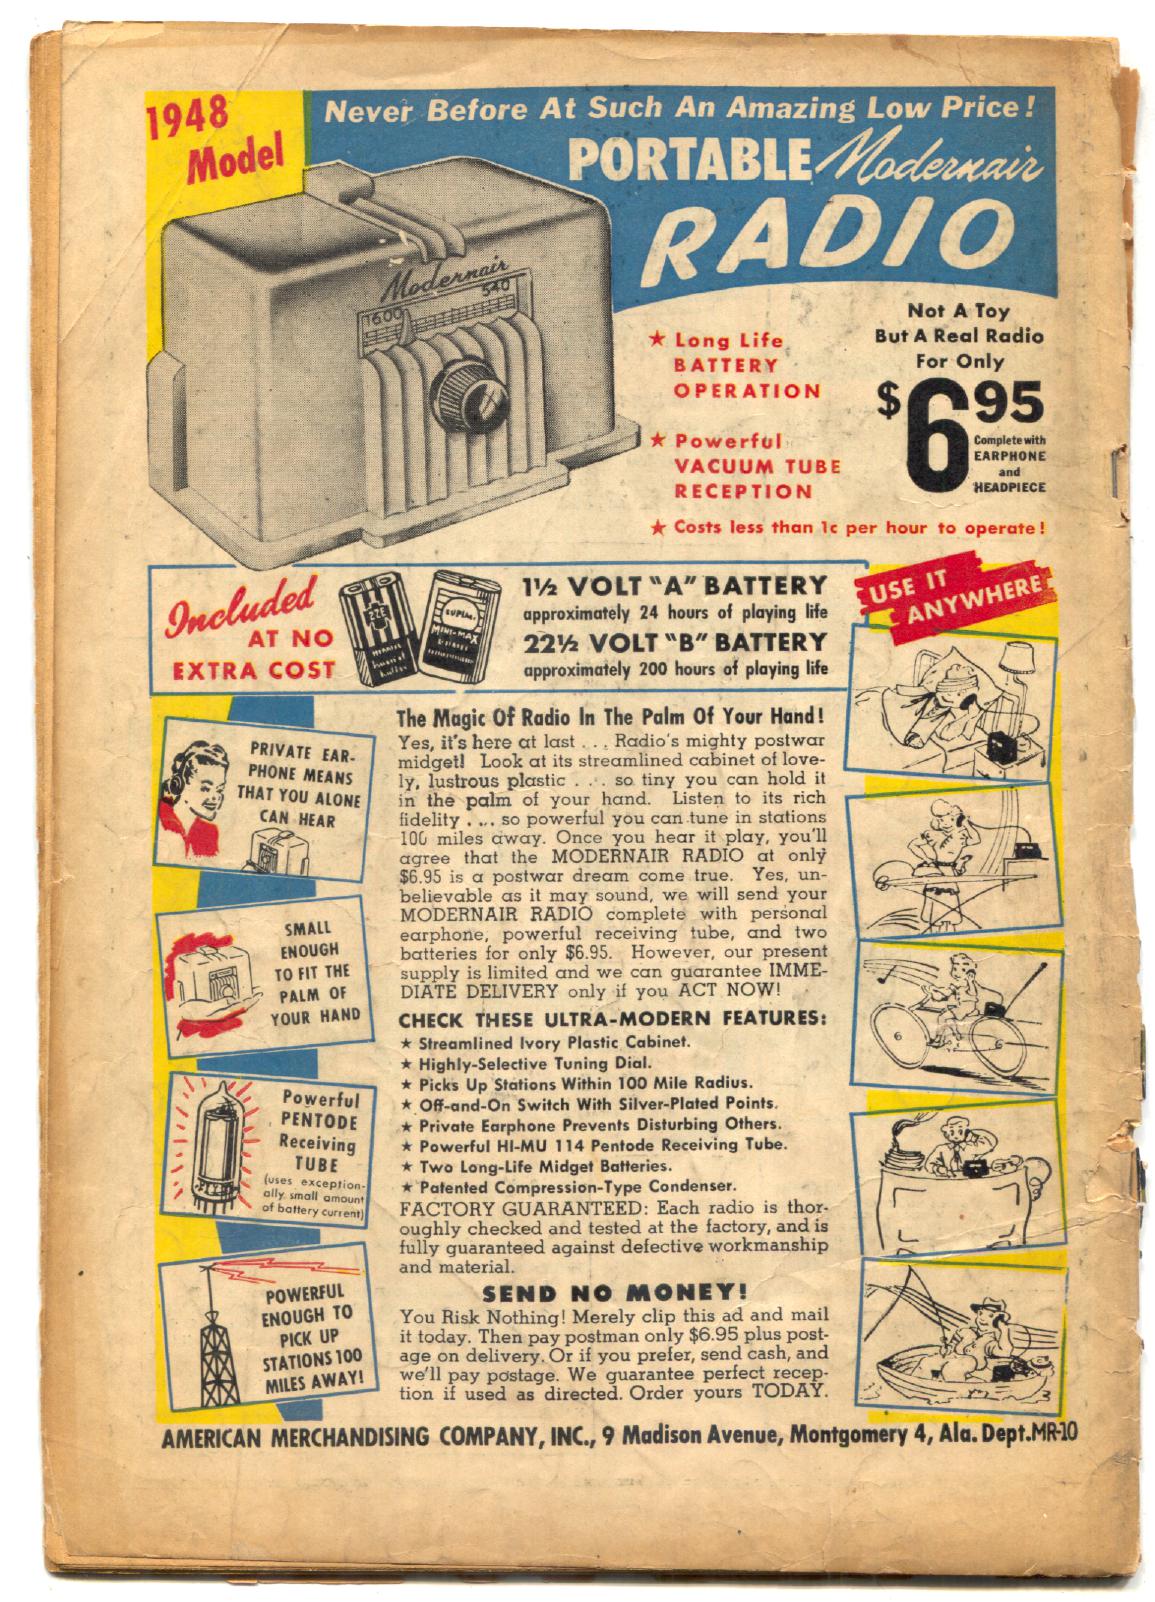 1948
Model
Never Before At Such An Amazing Low Price!
PORTABLE Modernair
RADIO
Modernair
1600 540
Not A Toy
But A Real Radio
For Only
$6.95
Complete with
EARPHONE
and
HEADPIECE
★ Long Life
BATTERY
OPERATION
★ Powerful
VACUUM TUBE
RECEPTION
★ Costs less than 1c per hour to operate!
Included
AT NO
EXTRA COST
MINI-MAX
1½ VOLT "A" BATTERY
approximately 24 hours of playing life
22½ VOLT "B" BATTERY
approximately 200 hours of playing life
USE IT
ANYWHERE
PRIVATE EAR-
PHONE MEANS
THAT YOU ALONE
CAN HEAR
SMALL
ENOUGH
TO FIT THE
PALM OF
YOUR HAND
Powerful
PENTODE
Receiving
TUBE
(uses exception-
ally small amount
of battery current)
POWERFUL
ENOUGH TO
PICK UP
STATIONS 100
MILES AWAY!
The Magic Of Radio In The Palm Of Your Hand!
Yes, it's here at last . . . Radio's mighty postwar
midget! Look at its streamlined cabinet of love-
ly, lustrous plastic . . . so tiny you can hold it
in the palm of your hand. Listen to its rich
fidelity . . . so powerful you can tune in stations
100 miles away. Once you hear it play, you'll
agree that the MODERNAIR RADIO at only
$6.95 is a postwar dream come true. Yes, un-
believable as it may sound, we will send your
MODERNAIR RADIO complete with personal
earphone, powerful receiving tube, and two
batteries for only $6.95. However, our present
supply is limited and we can guarantee IMME-
DIATE DELIVERY only if you ACT NOW!
CHECK THESE ULTRA-MODERN FEATURES:
★ Streamlined Ivory Plastic Cabinet.
★ Highly-Selective Tuning Dial.
★ Picks Up Stations Within 100 Mile Radius.
★ Off-and-On Switch With Silver-Plated Points.
★ Private Earphone Prevents Disturbing Others.
★ Powerful HI-MU 114 Pentode Receiving Tube.
★ Two Long-Life Midget Batteries.
★ Patented Compression-Type Condenser.
FACTORY GUARANTEED: Each radio is thor-
oughly checked and tested at the factory, and is
fully guaranteed against defective workmanship
and material.
SEND NO MONEY!
You Risk Nothing! Merely clip this ad and mail
it today. Then pay postman only $6.95 plus post-
age on delivery. Or if you prefer, send cash, and
we'll pay postage. We guarantee perfect recep-
tion if used as directed. Order yours TODAY.
AMERICAN MERCHANDISING COMPANY, INC., 9 Madison Avenue, Montgomery 4, Ala. Dept.MR-10